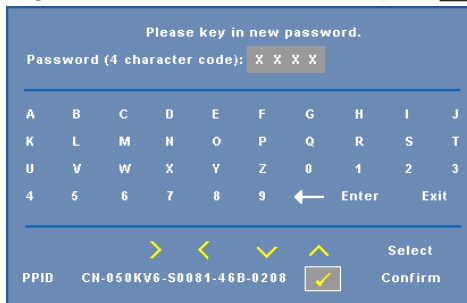 Please key in new password.
Password (4 character code): X X X X
A B C D E F G H I J
K L M N O P Q R S T
U V W X Y Z 0 1 2 3
4 5 6 7 8 9 ← Enter Exit
Select
PPID CN-050KV6-S0081-46B-0208 Confirm